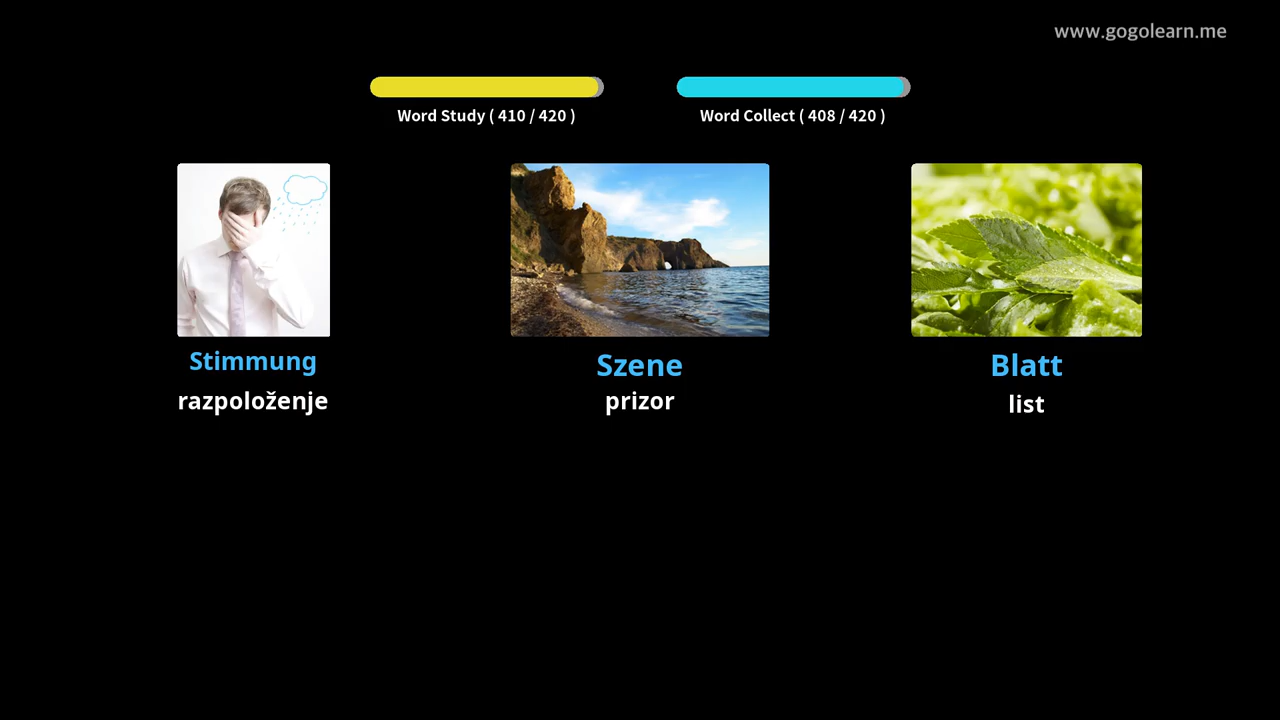 www.gogolearn.me
Word Study ( 410 / 420 )
Word Collect ( 408 / 420 )
Stimmung
Szene
Blatt
razpoloženje
prizor
list